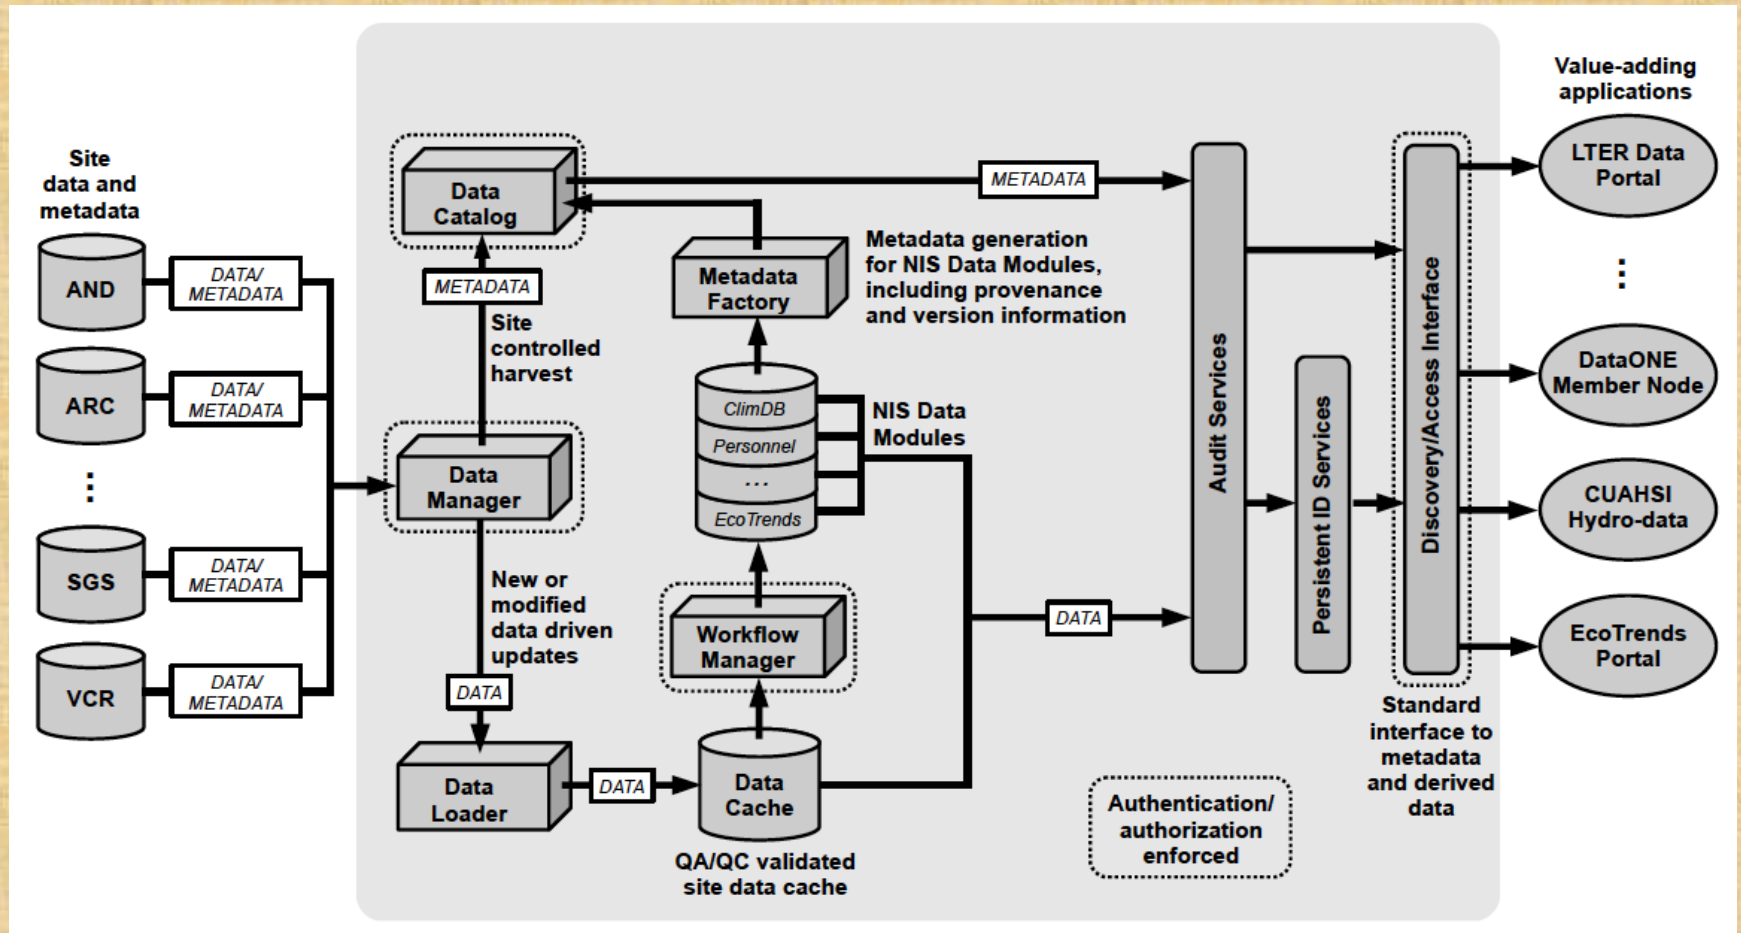 Site
data and
metadata
AND
DATA/
METADATA
ARC
DATA/
METADATA
⋮
SGS
DATA/
METADATA
VCR
DATA/
METADATA
Data
Catalog
METADATA
Site
controlled
harvest
Data
Manager
New or
modified
data driven
updates
DATA
Data
Loader
DATA
Data
Cache
QA/QC validated
site data cache
Workflow
Manager
ClimDB
Personnel
...
EcoTrends
NIS Data
Modules
Metadata
Factory
Metadata generation
for NIS Data Modules,
including provenance
and version information
METADATA
DATA
Audit Services
Persistent ID Services
Discovery/Access Interface
Standard
interface to
metadata
and derived
data
Authentication/
authorization
enforced
Value-adding
applications
LTER Data
Portal
⋮
DataONE
Member Node
CUAHSI
Hydro-data
EcoTrends
Portal